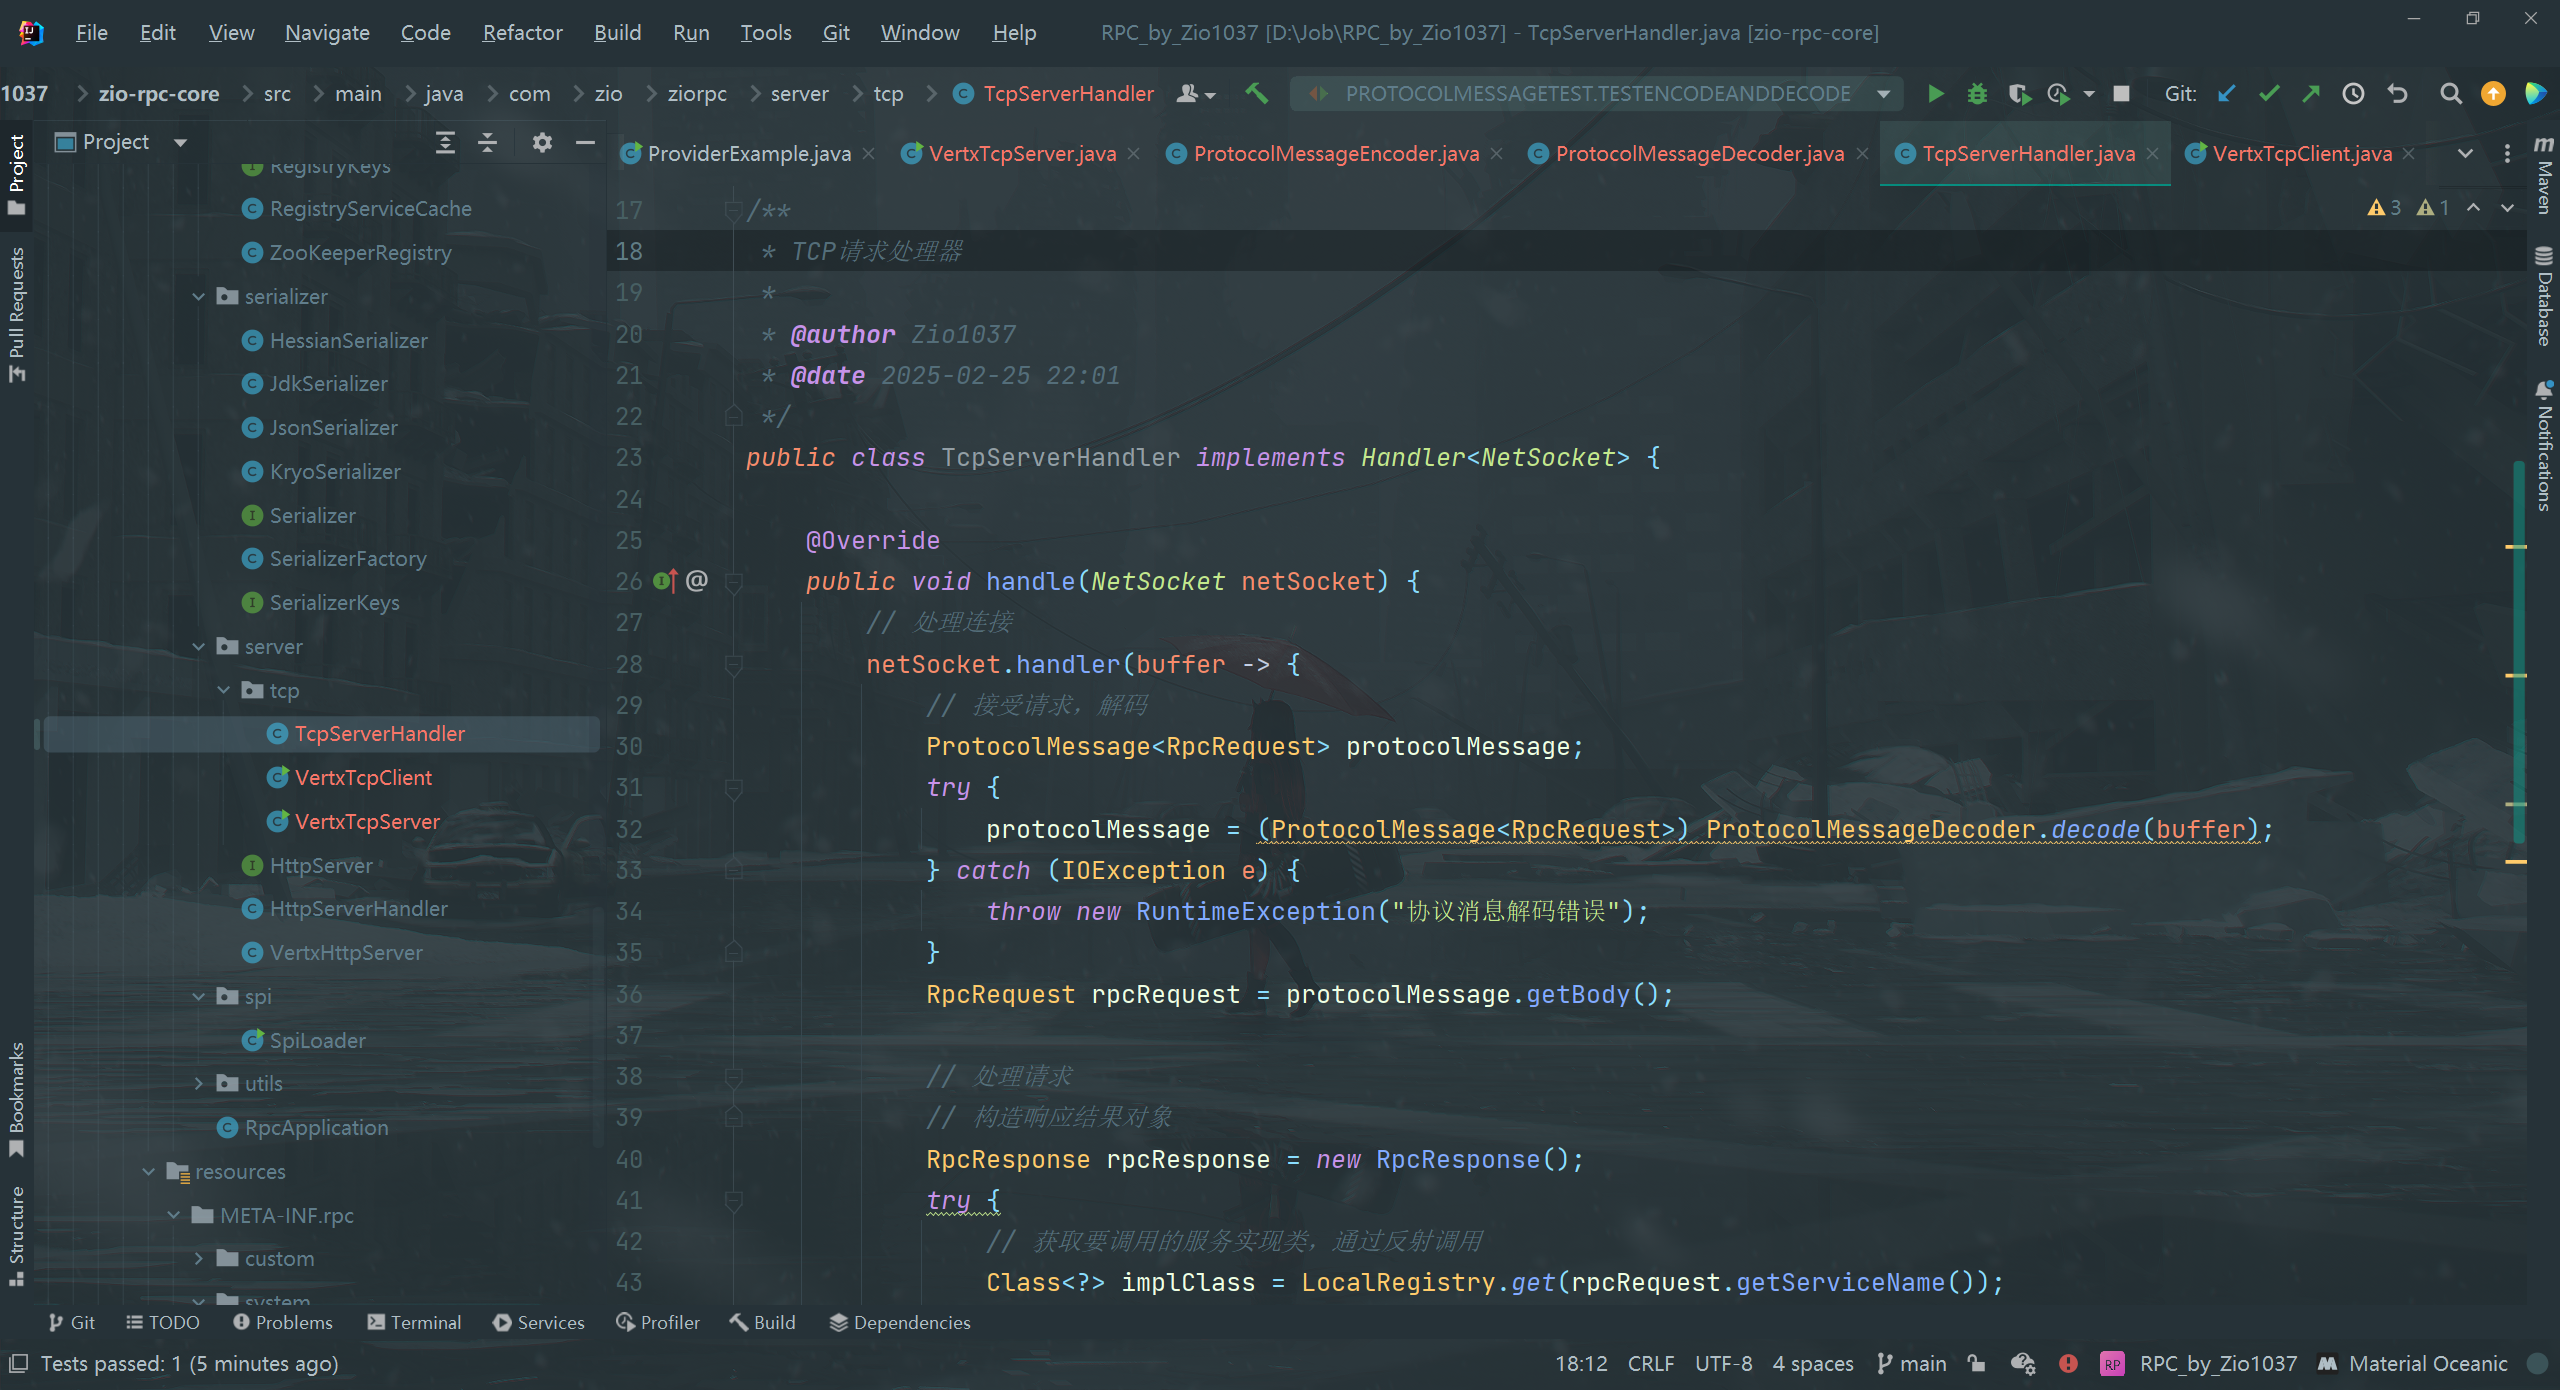 File Edit View Navigate Code Refactor Build Run Tools Git Window Help RPC_by_Zio1037 [D:\Job\RPC_by_Zio1037] - TcpServerHandler.java [zio-rpc-core]
1037 zio-rpc-core src main java com zio ziorpc server tcp TcpServerHandler PROTOCOLMESSAGETEST.TESTENCODEANDDECODE Git:
Project
ProviderExample.java VertxTcpServer.java ProtocolMessageEncoder.java ProtocolMessageDecoder.java TcpServerHandler.java VertxTcpClient.java
3 1
Project
Pull Requests
Bookmarks
Structure
RegistryKeys
RegistryServiceCache
ZooKeeperRegistry
serializer
HessianSerializer
JdkSerializer
JsonSerializer
KryoSerializer
Serializer
SerializerFactory
SerializerKeys
server
tcp
TcpServerHandler
VertxTcpClient
VertxTcpServer
HttpServer
HttpServerHandler
VertxHttpServer
spi
SpiLoader
utils
RpcApplication
resources
META-INF.rpc
custom
system
17 /**
18 * TCP请求处理器
19 *
20 * @author Zio1037
21 * @date 2025-02-25 22:01
22 */
23 public class TcpServerHandler implements Handler<NetSocket> {
24
25 @Override
26 @ public void handle(NetSocket netSocket) {
27 // 处理连接
28 netSocket.handler(buffer -> {
29 // 接受请求，解码
30 ProtocolMessage<RpcRequest> protocolMessage;
31 try {
32 protocolMessage = (ProtocolMessage<RpcRequest>) ProtocolMessageDecoder.decode(buffer);
33 } catch (IOException e) {
34 throw new RuntimeException("协议消息解码错误");
35 }
36 RpcRequest rpcRequest = protocolMessage.getBody();
37
38 // 处理请求
39 // 构造响应结果对象
40 RpcResponse rpcResponse = new RpcResponse();
41 try {
42 // 获取要调用的服务实现类，通过反射调用
43 Class<?> implClass = LocalRegistry.get(rpcRequest.getServiceName());
Maven
Database
Notifications
Git TODO Problems Terminal Services Profiler Build Dependencies
Tests passed: 1 (5 minutes ago) 18:12 CRLF UTF-8 4 spaces main RP RPC_by_Zio1037 Material Oceanic